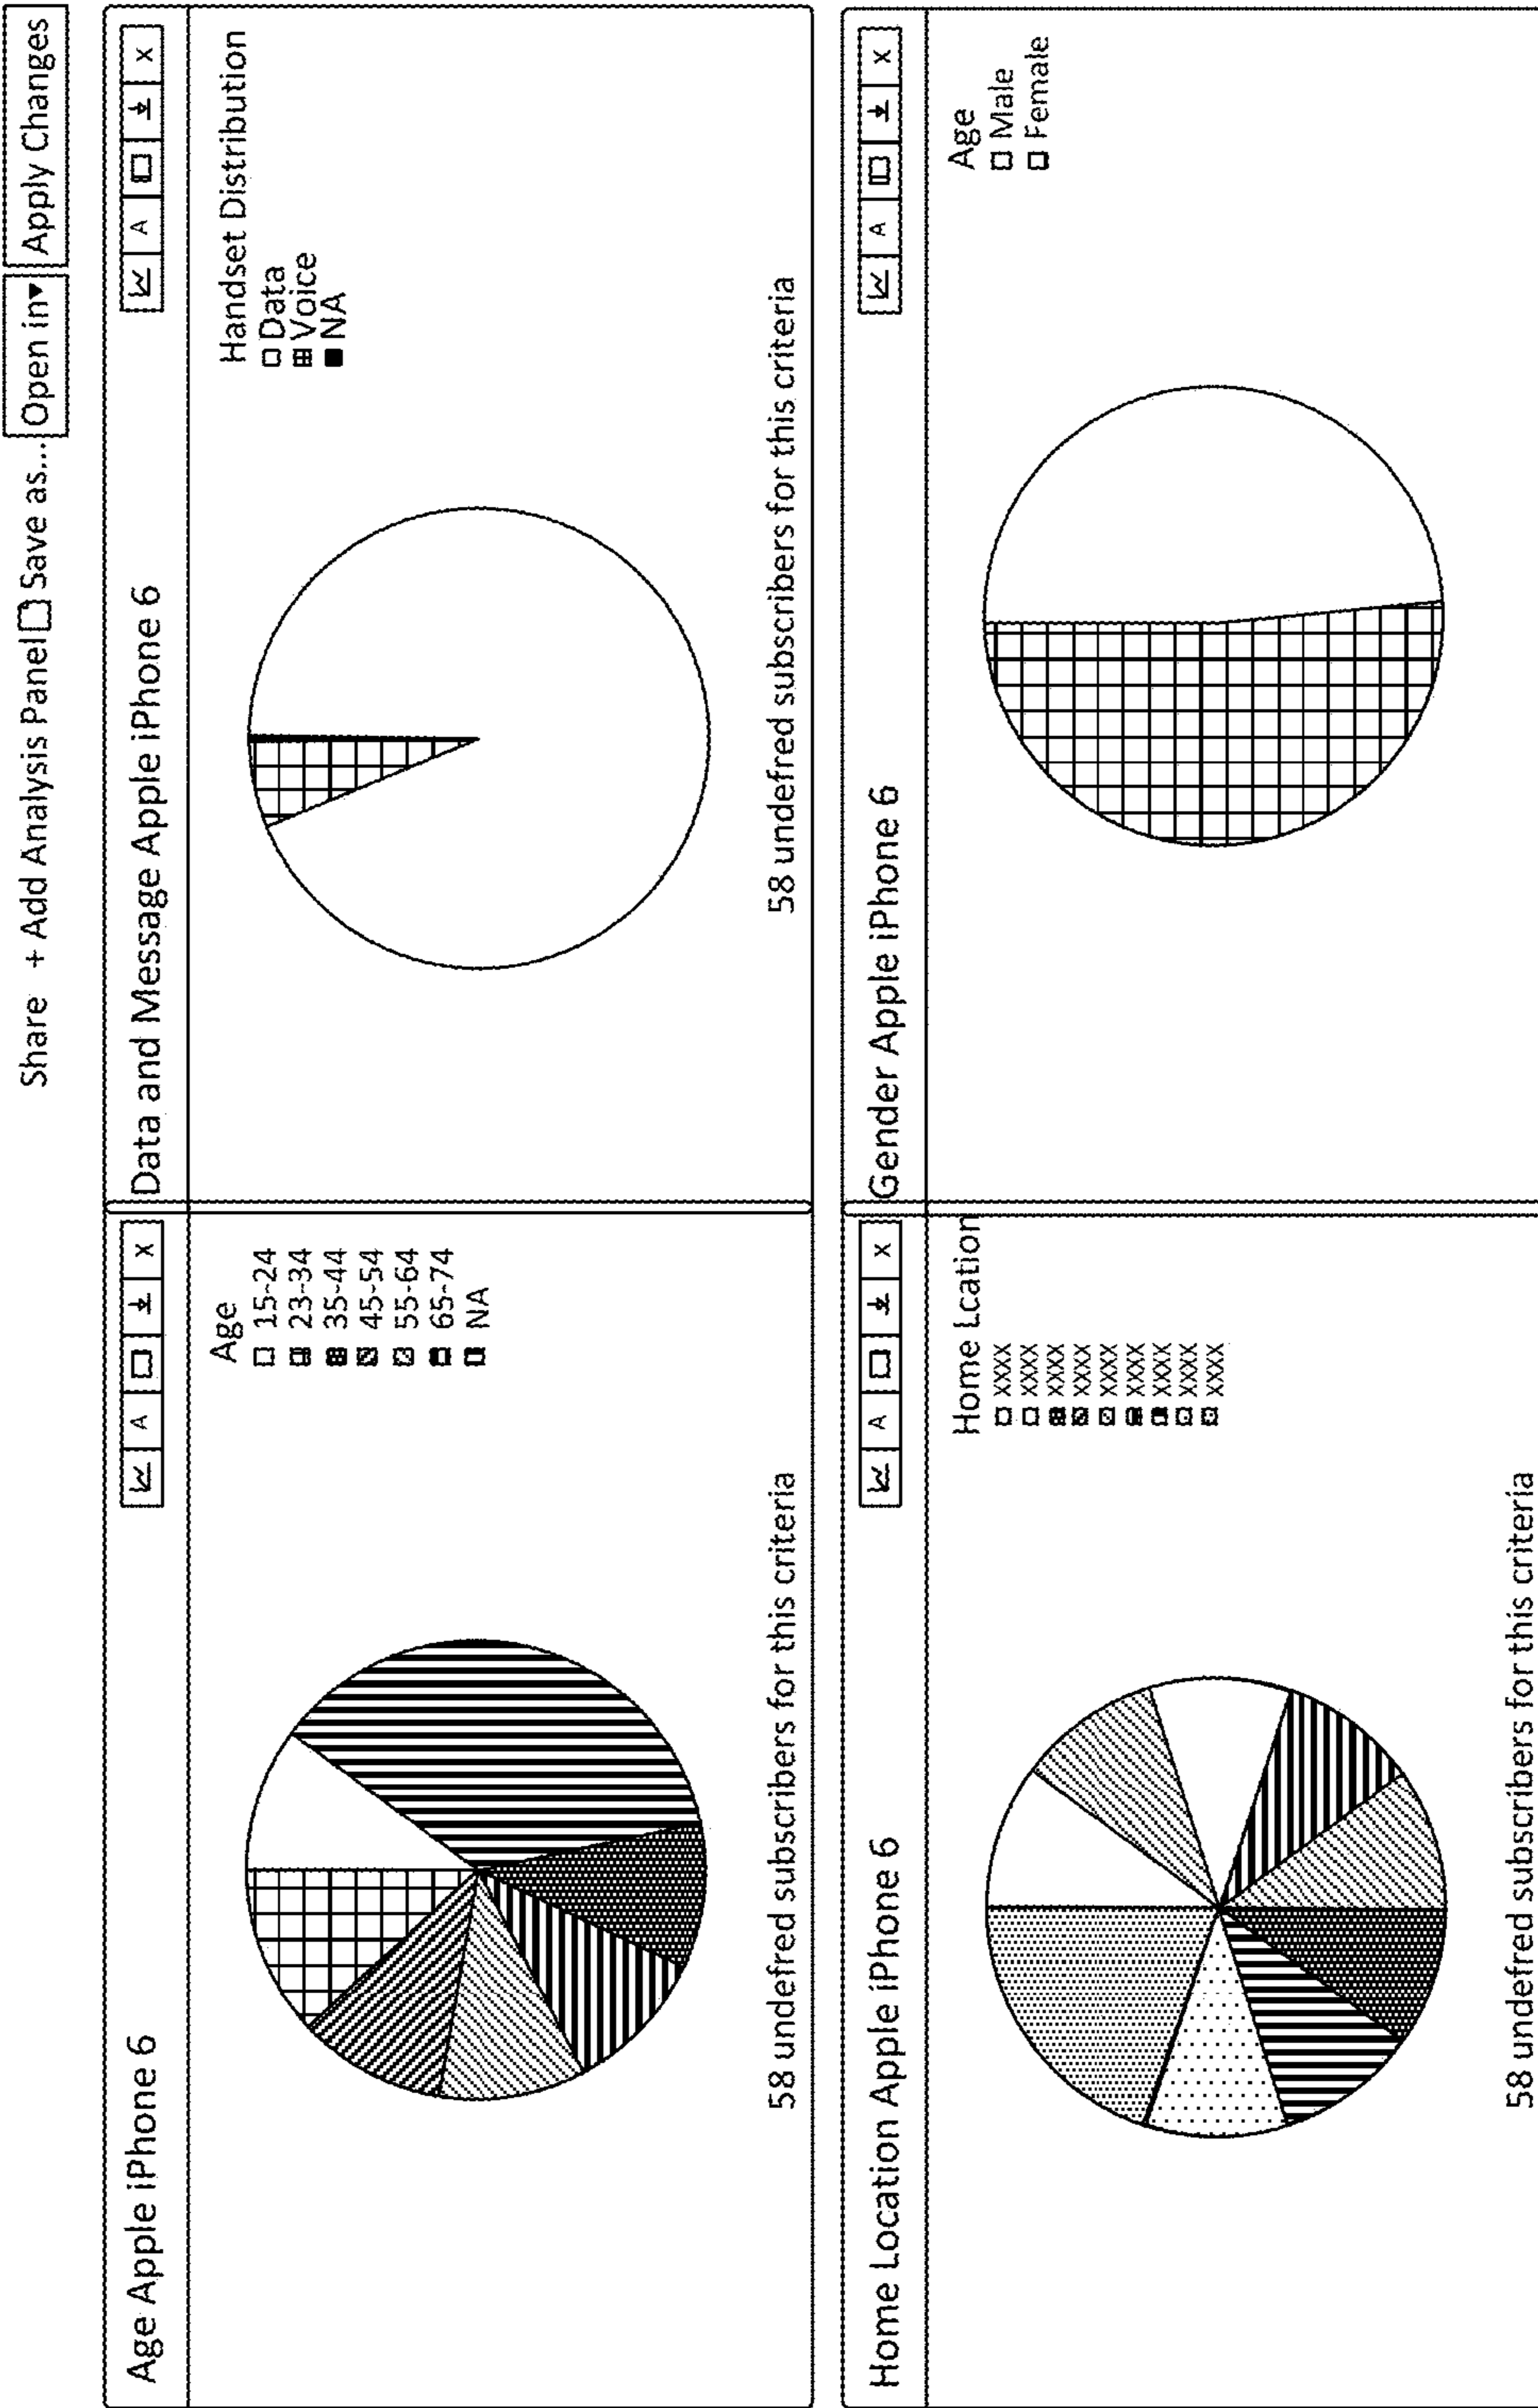 Share + Add Analysis Panel Save as... Open in▾ Apply Changes
Age Apple iPhone 6
A X
Age
15-24
23-34
35-44
45-54
55-64
65-74
NA
58 undefred subscribers for this criteria
Data and Message Apple iPhone 6
A X
Handset Distribution
Data
Voice
NA
58 undefred subscribers for this criteria
Home Location Apple iPhone 6
A X
Home Lcation
XXXX
XXXX
XXXX
XXXX
XXXX
XXXX
XXXX
XXXX
XXXX
58 undefred subscribers for this criteria
Gender Apple iPhone 6
A X
Age
Male
Female